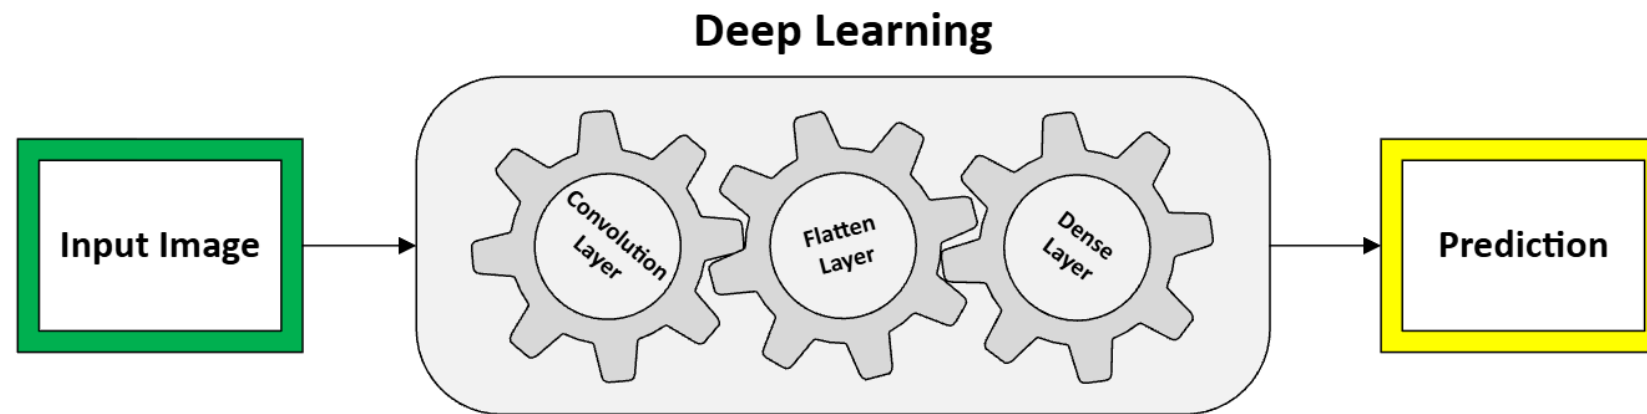 Deep Learning
Input Image
Convolution
Layer
Flatten
Layer
Dense
Layer
Prediction